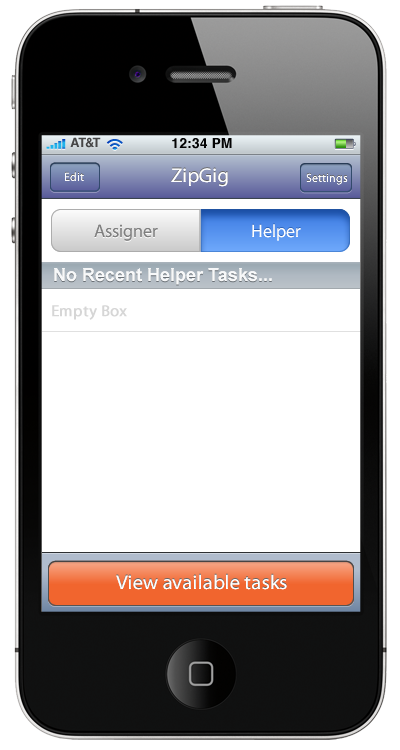 AT&T 12:34 PM
Edit ZipGig Settings
Assigner Helper
No Recent Helper Tasks...
Empty Box
View available tasks